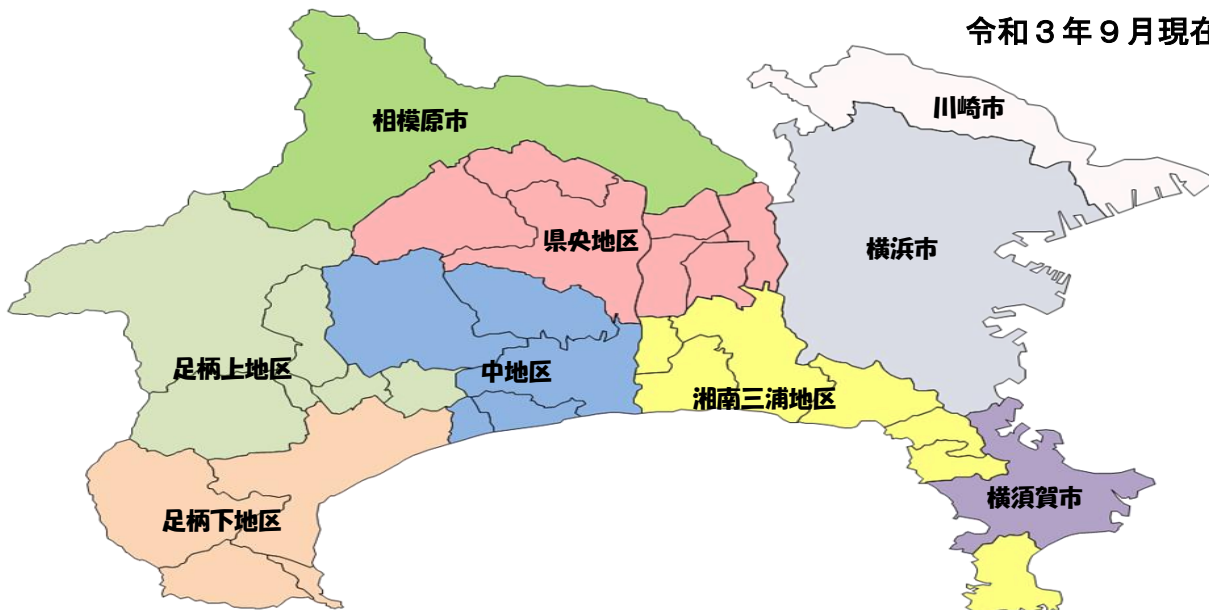 令和３年９月現在
川崎市
相模原市
県央地区
横浜市
足柄上地区
中地区
湘南三浦地区
横須賀市
足柄下地区